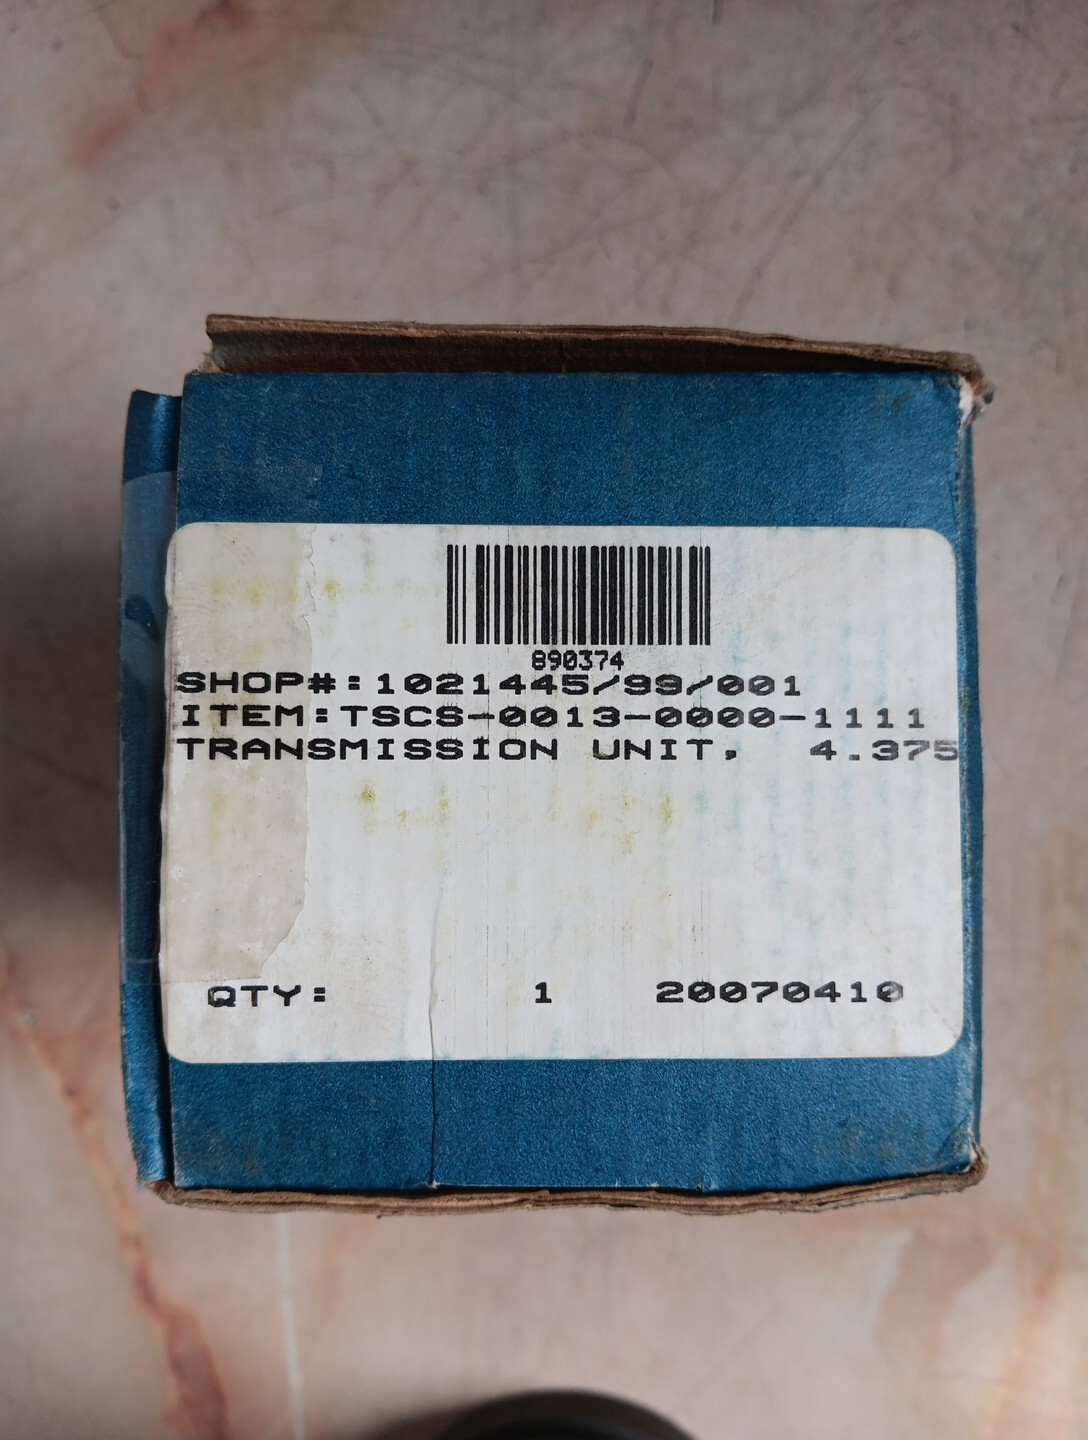 890374
SHOP#:1021445/99/001
ITEM:TSCS-0013-0000-1111
TRANSMISSION UNIT, 4.375
QTY: 1 20070410